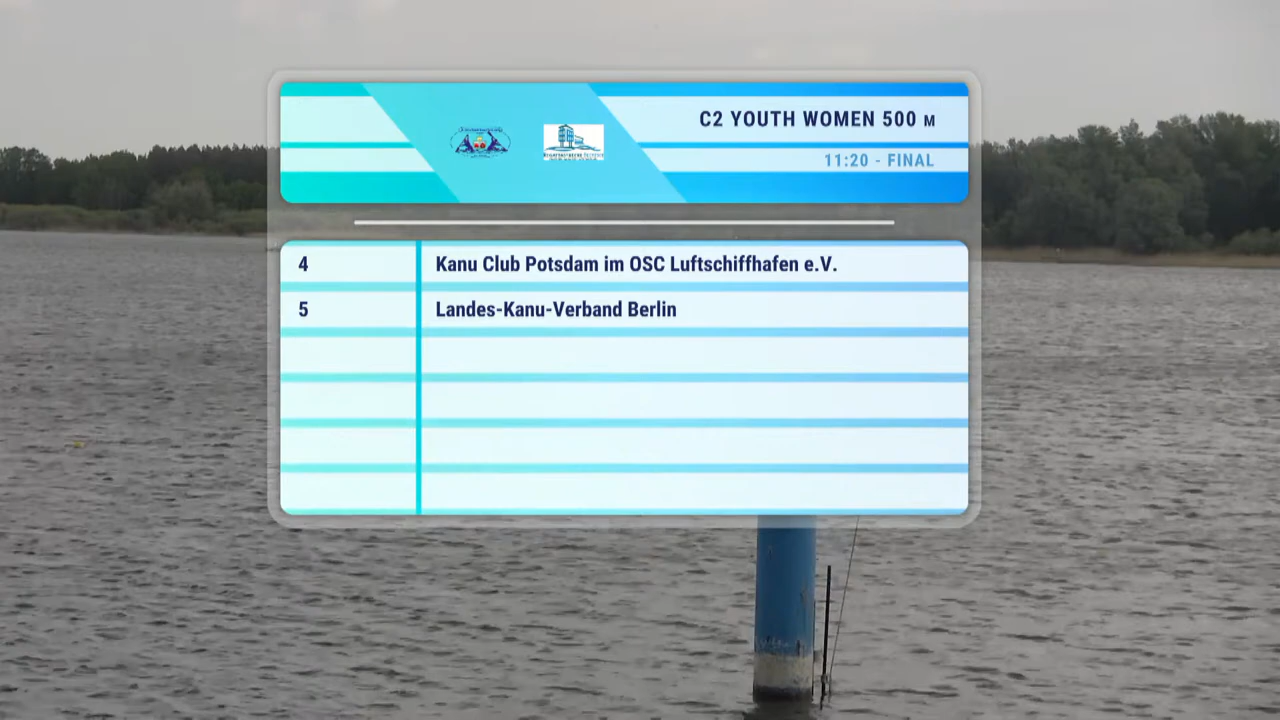 C2 YOUTH WOMEN 500 M
11:20 - FINAL
4 Kanu Club Potsdam im OSC Luftschiffhafen e.V.
5 Landes-Kanu-Verband Berlin